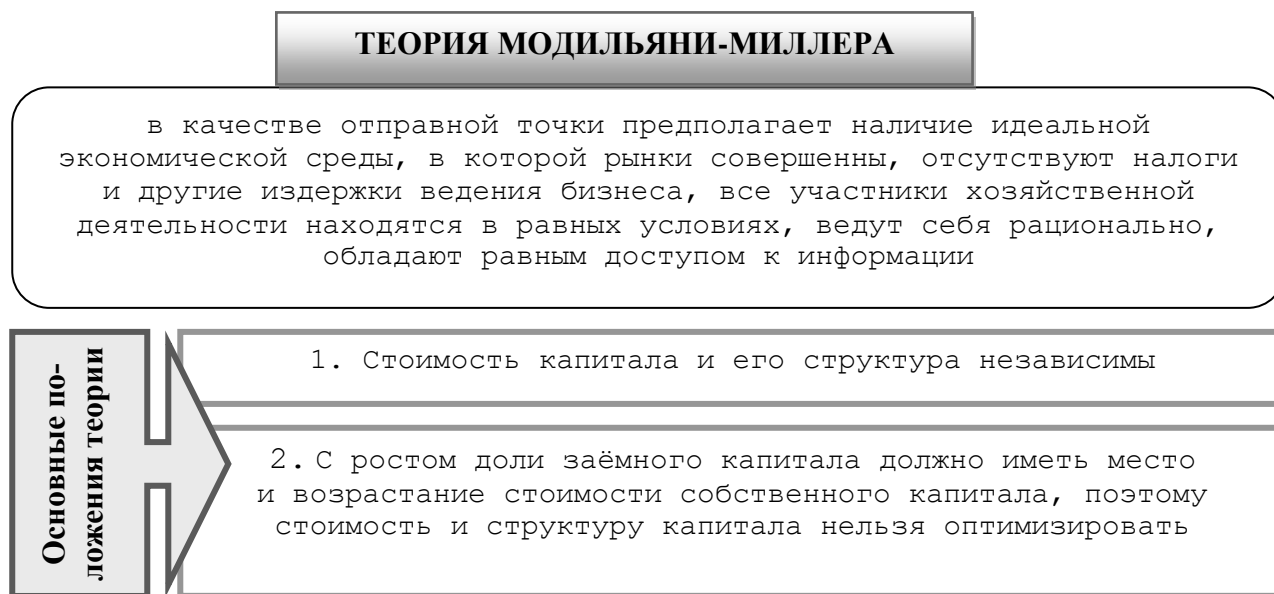 ТЕОРИЯ МОДИЛЬЯНИ-МИЛЛЕРА
в качестве отправной точки предполагает наличие идеальной
экономической среды, в которой рынки совершенны, отсутствуют налоги
и другие издержки ведения бизнеса, все участники хозяйственной
деятельности находятся в равных условиях, ведут себя рационально,
обладают равным доступом к информации
Основные по-
ложения теории
1. Стоимость капитала и его структура независимы
2. С ростом доли заёмного капитала должно иметь место
и возрастание стоимости собственного капитала, поэтому
стоимость и структуру капитала нельзя оптимизировать